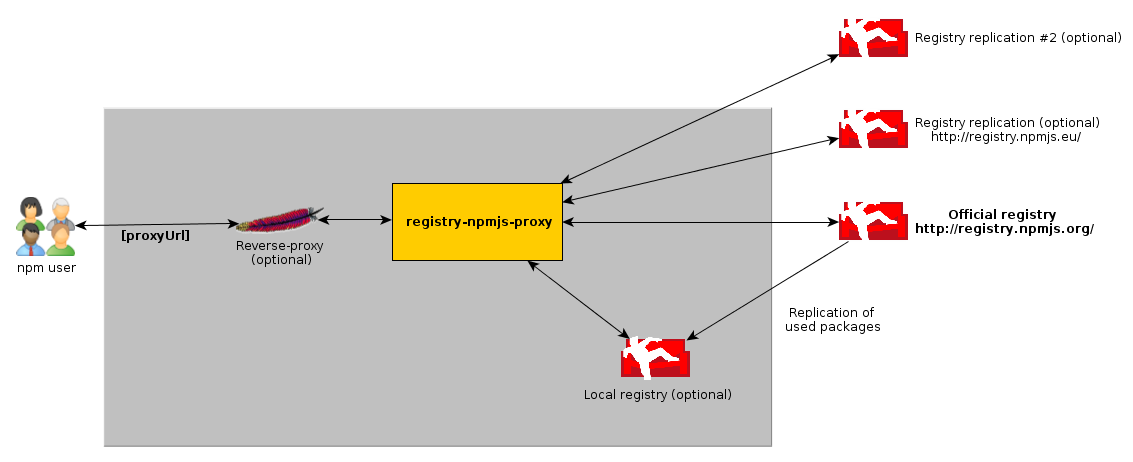 Registry replication #2 (optional)
Registry replication (optional)
http://registry.npmjs.eu/
Official registry
http://registry.npmjs.org/
registry-npmjs-proxy
[proxyUrl]
Reverse-proxy
(optional)
npm user
Replication of
used packages
Local registry (optional)